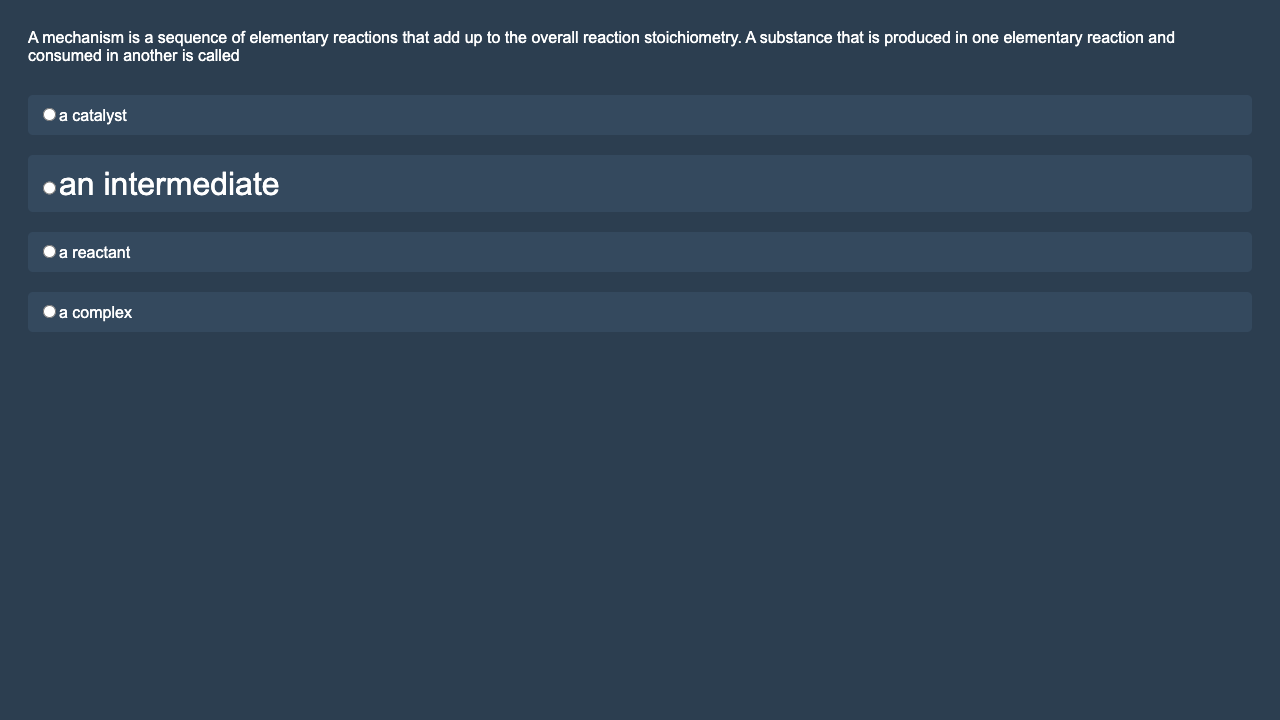 A mechanism is a sequence of elementary reactions that add up to the overall reaction stoichiometry. A substance that is produced in one elementary reaction and
consumed in another is called
a catalyst
an intermediate
a reactant
a complex